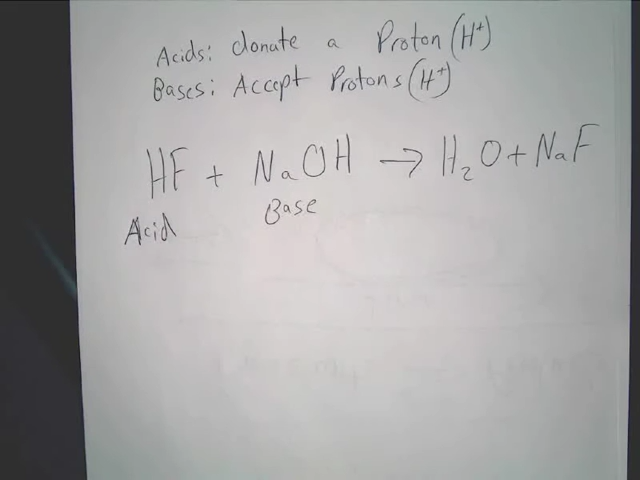 Acids: donate a Proton (H⁺)
Bases: Accept Protons (H⁺)
HF + NaOH → H₂O + NaF
Acid Base